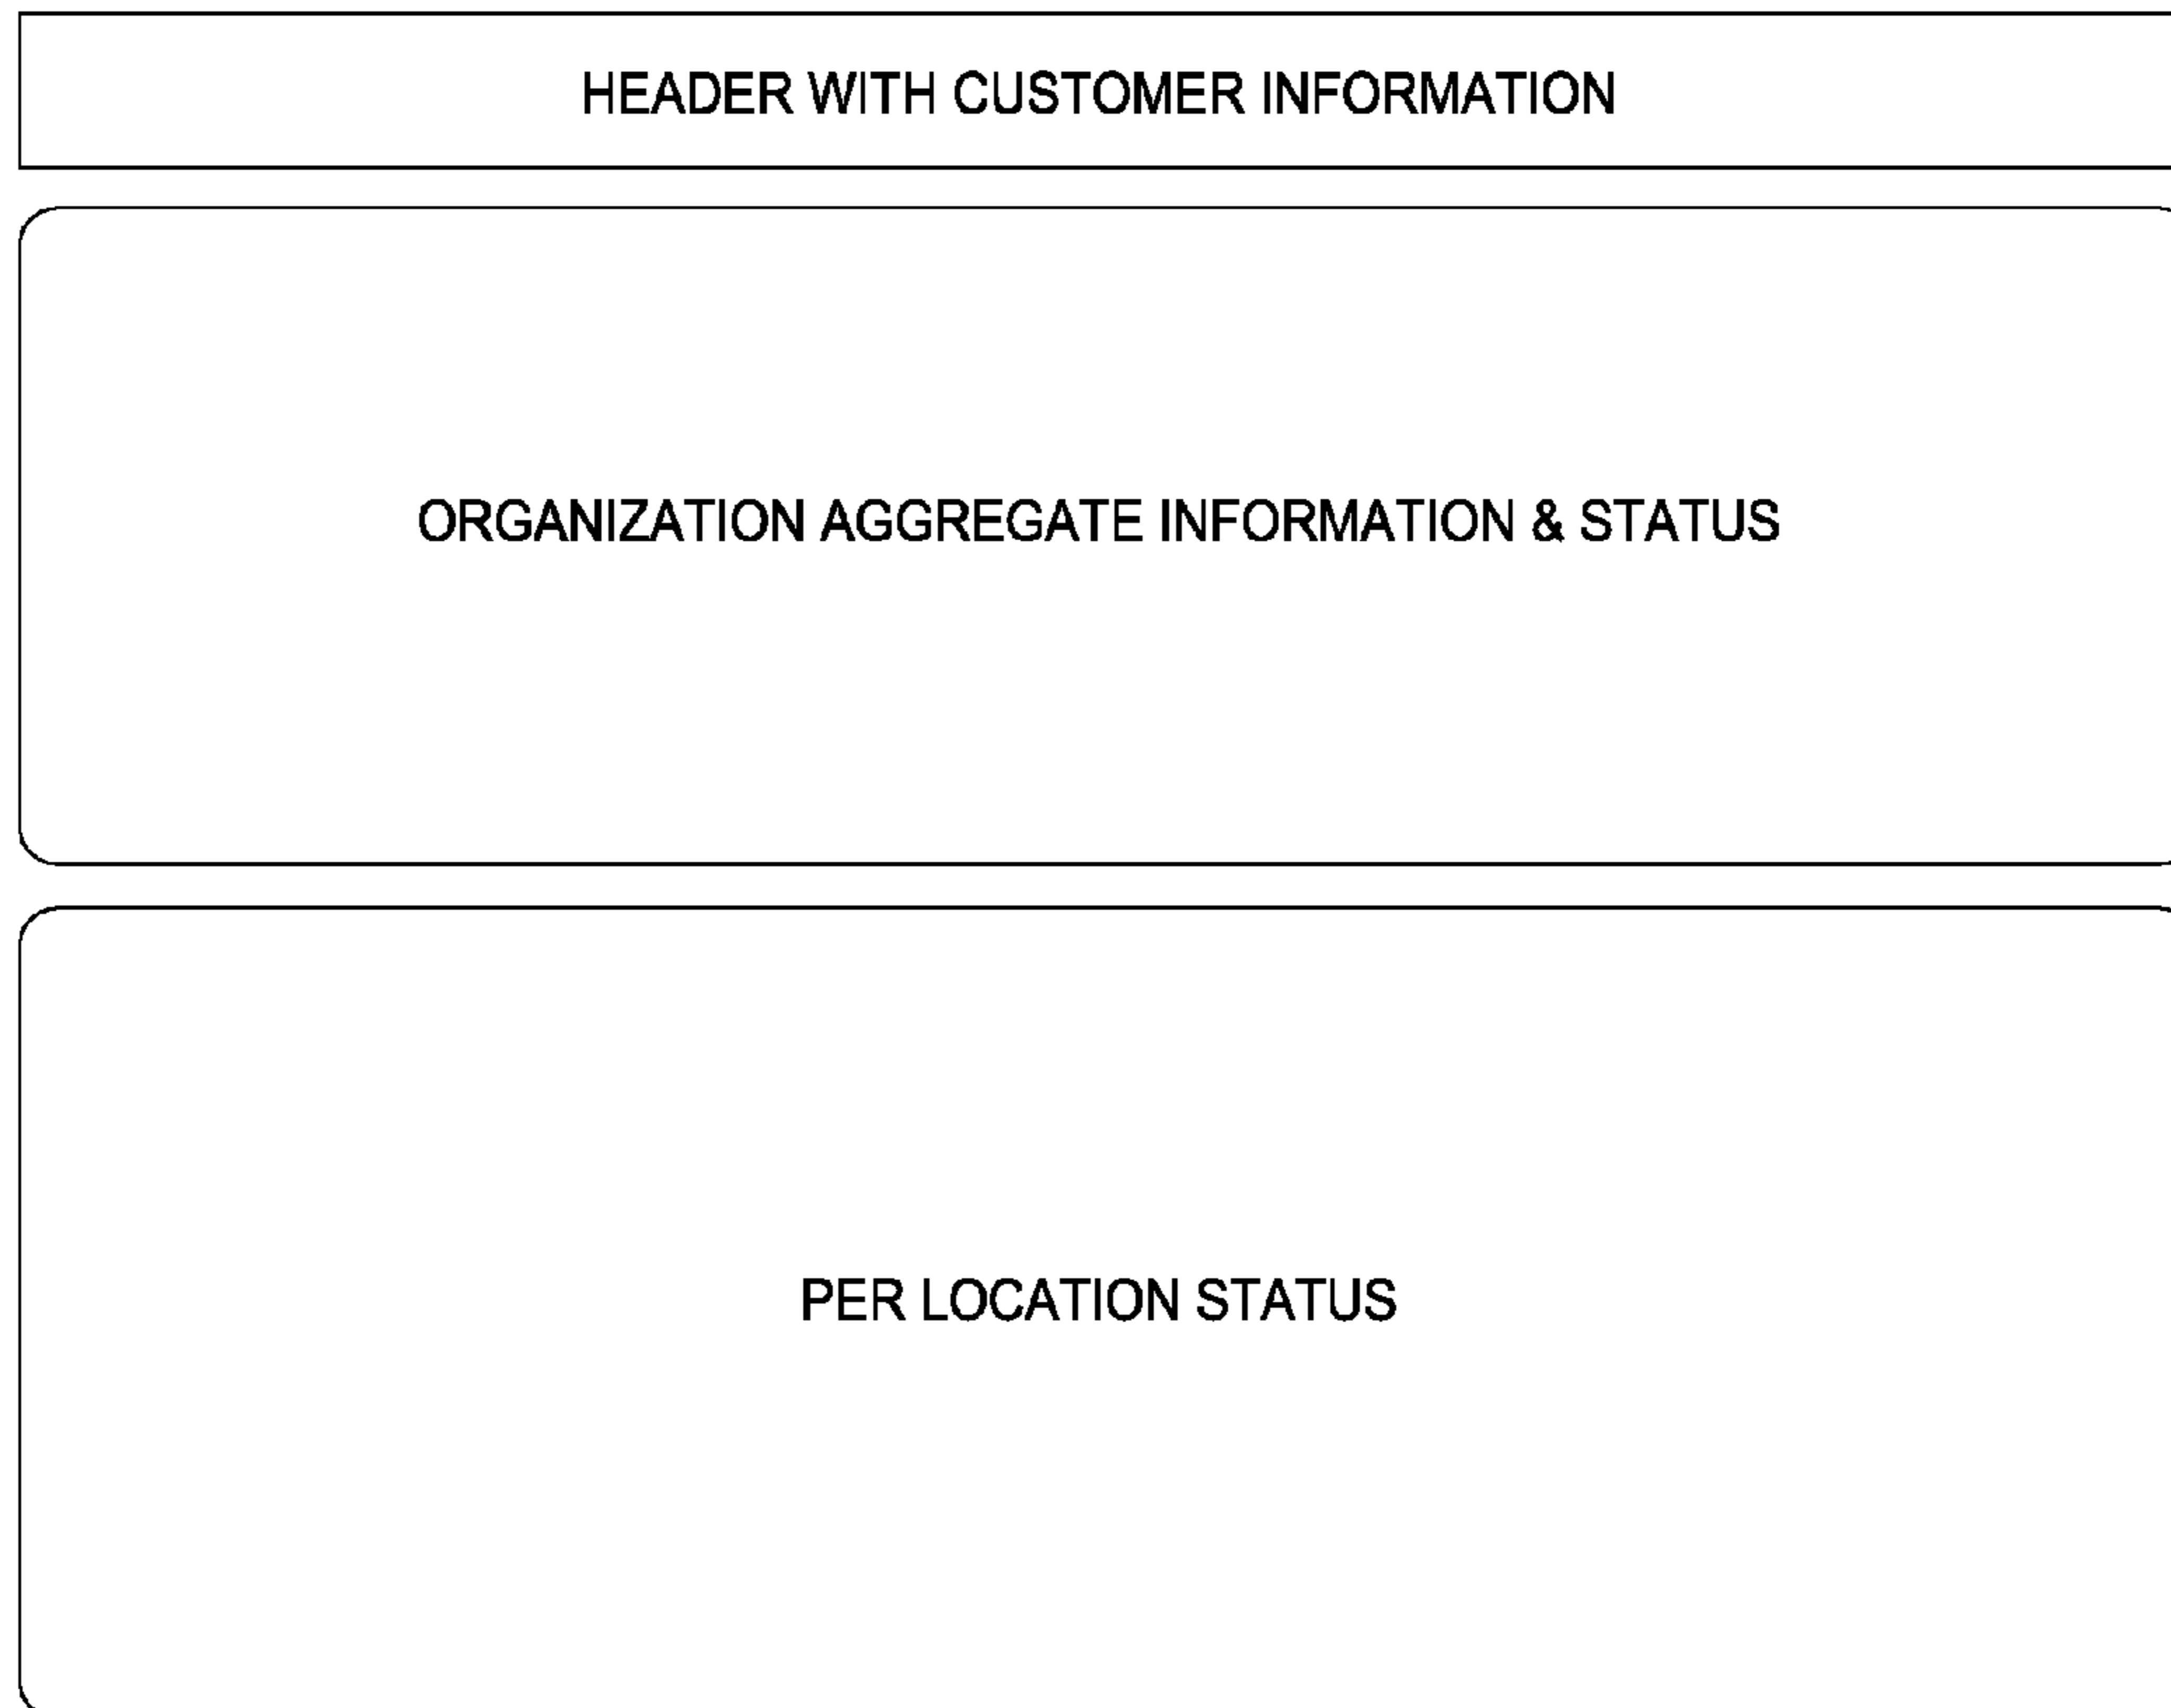 HEADER WITH CUSTOMER INFORMATION
ORGANIZATION AGGREGATE INFORMATION & STATUS
PER LOCATION STATUS